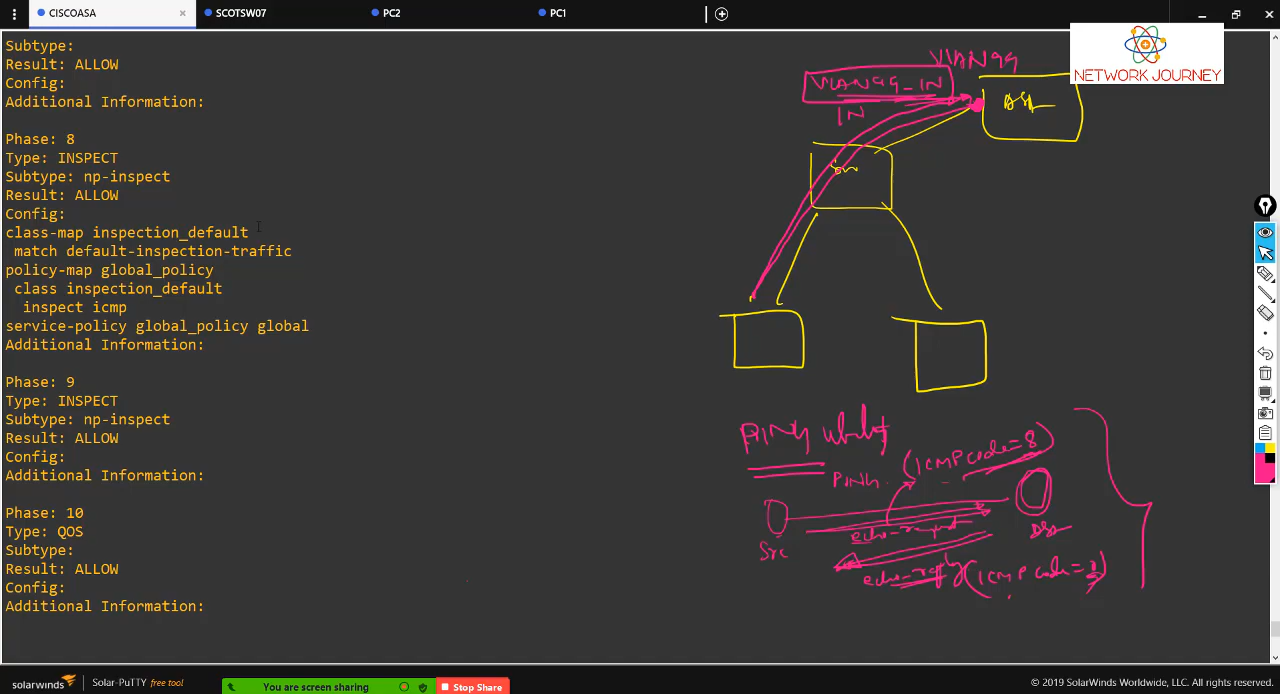 CISCOASA
SCOTSW07
PC2
PC1
Subtype:
Result: ALLOW
Config:
Additional Information:
Phase: 8
Type: INSPECT
Subtype: np-inspect
Result: ALLOW
Config:
class-map inspection_default
match default-inspection-traffic
policy-map global_policy
class inspection_default
inspect icmp
service-policy global_policy global
Additional Information:
Phase: 9
Type: INSPECT
Subtype: np-inspect
Result: ALLOW
Config:
Additional Information:
Phase: 10
Type: QOS
Subtype:
Result: ALLOW
Config:
Additional Information:
VLAN99
VLAN99_IN
IN
SW
NETWORK JOURNEY
PING
(ICMP code=8)
PING
echo-request
Src
echo-reply (ICMP code=
solarwinds
Solar-PuTTY free tool
You are screen sharing
Stop Share
© 2019 SolarWinds Worldwide, LLC. All rights reserved.